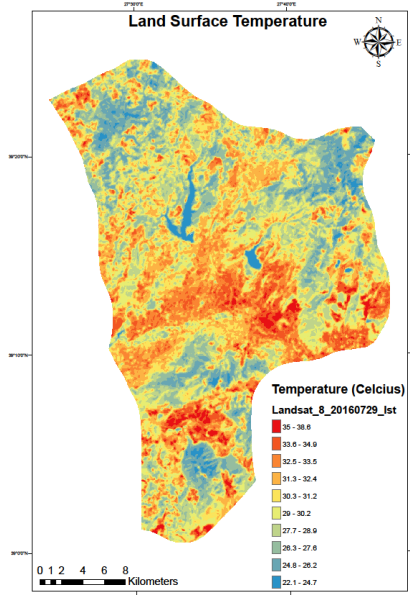 Land Surface Temperature
N
W
E
S
Temperature (Celcius)
Landsat_8_20160729_lst
35 - 38.6
33.6 - 34.9
32.5 - 33.5
31.3 - 32.4
30.3 - 31.2
29 - 30.2
27.7 - 28.9
26.3 - 27.6
24.8 - 26.2
22.1 - 24.7
0 1 2 4 6 8
Kilometers